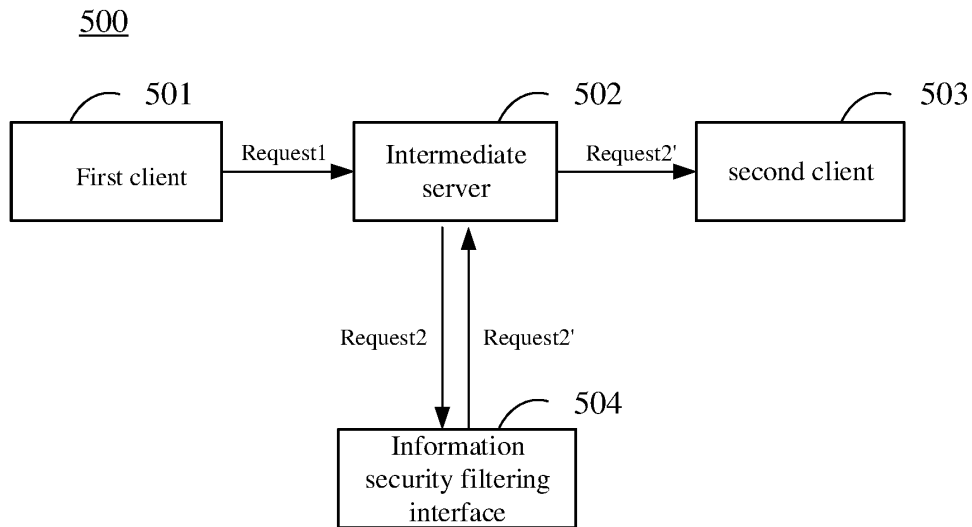 500
501
502
503
First client
Request1
Intermediate
server
Request2'
second client
Request2
Request2'
504
Information
security filtering
interface